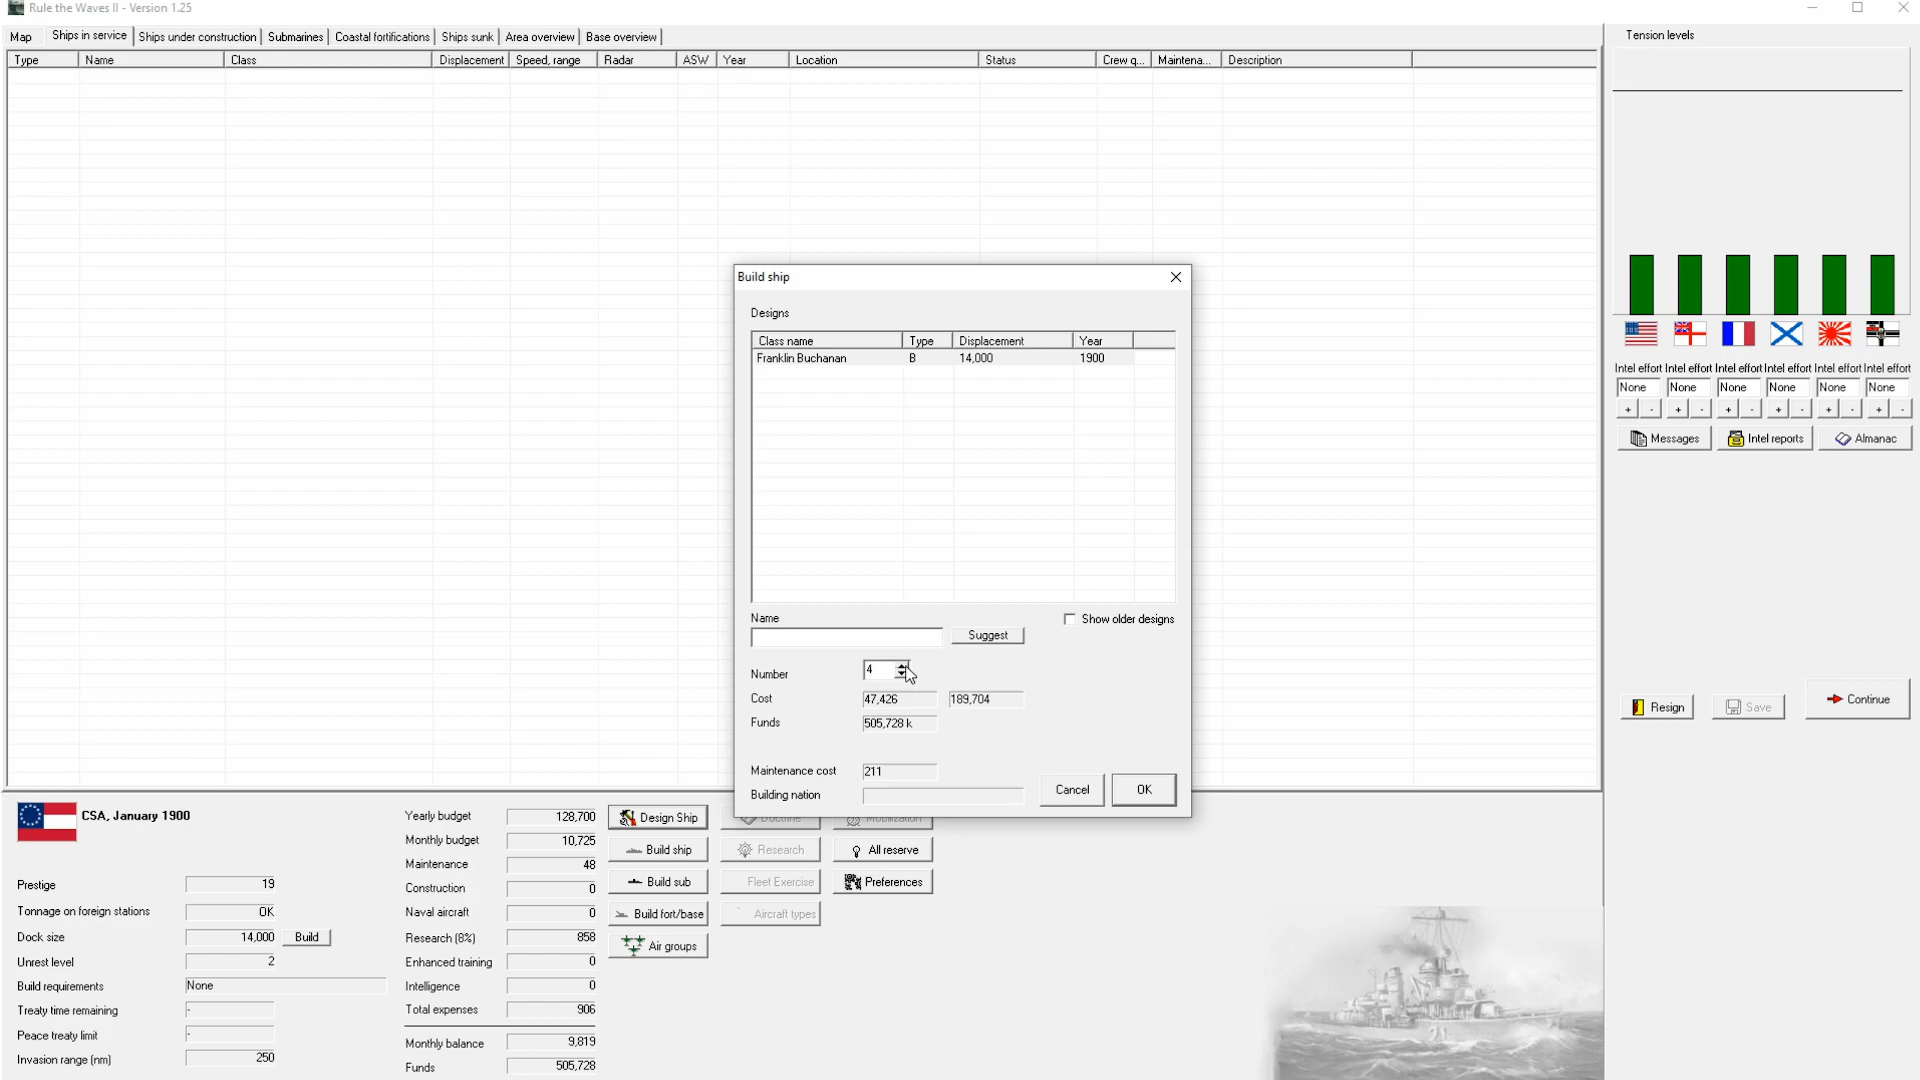 Rule the Waves II - Version 1.25
Map Ships in service Ships under construction Submarines Coastal fortifications Ships sunk Area overview Base overview
Type Name Class Displacement Speed, range Radar ASW Year Location Status Crew q... Maintena... Description
Tension levels
Build ship
Designs
Class name Type Displacement Year
Franklin Buchanan B 14,000 1900
Intel effort Intel effort Intel effort Intel effort Intel effort Intel effort
None None None None None None
+ - + - + - + - + - + -
Messages Intel reports Almanac
Name
Show older designs
Suggest
Number 4
Cost 47,426 189,704
Funds 505,728 k
Maintenance cost 211
Building nation
Cancel OK
Resign Save Continue
CSA, January 1900
Prestige 19
Tonnage on foreign stations OK
Dock size 14,000 Build
Unrest level 2
Build requirements None
Treaty time remaining -
Peace treaty limit -
Invasion range (nm) 250
Yearly budget 128,700
Monthly budget 10,725
Maintenance 48
Construction 0
Naval aircraft 0
Research (8%) 858
Enhanced training 0
Intelligence 0
Total expenses 906
Monthly balance 9,819
Funds 505,728
Design Ship Doctrine Mobilization
Build ship Research All reserve
Build sub Fleet Exercise Preferences
Build fort/base Aircraft types
Air groups